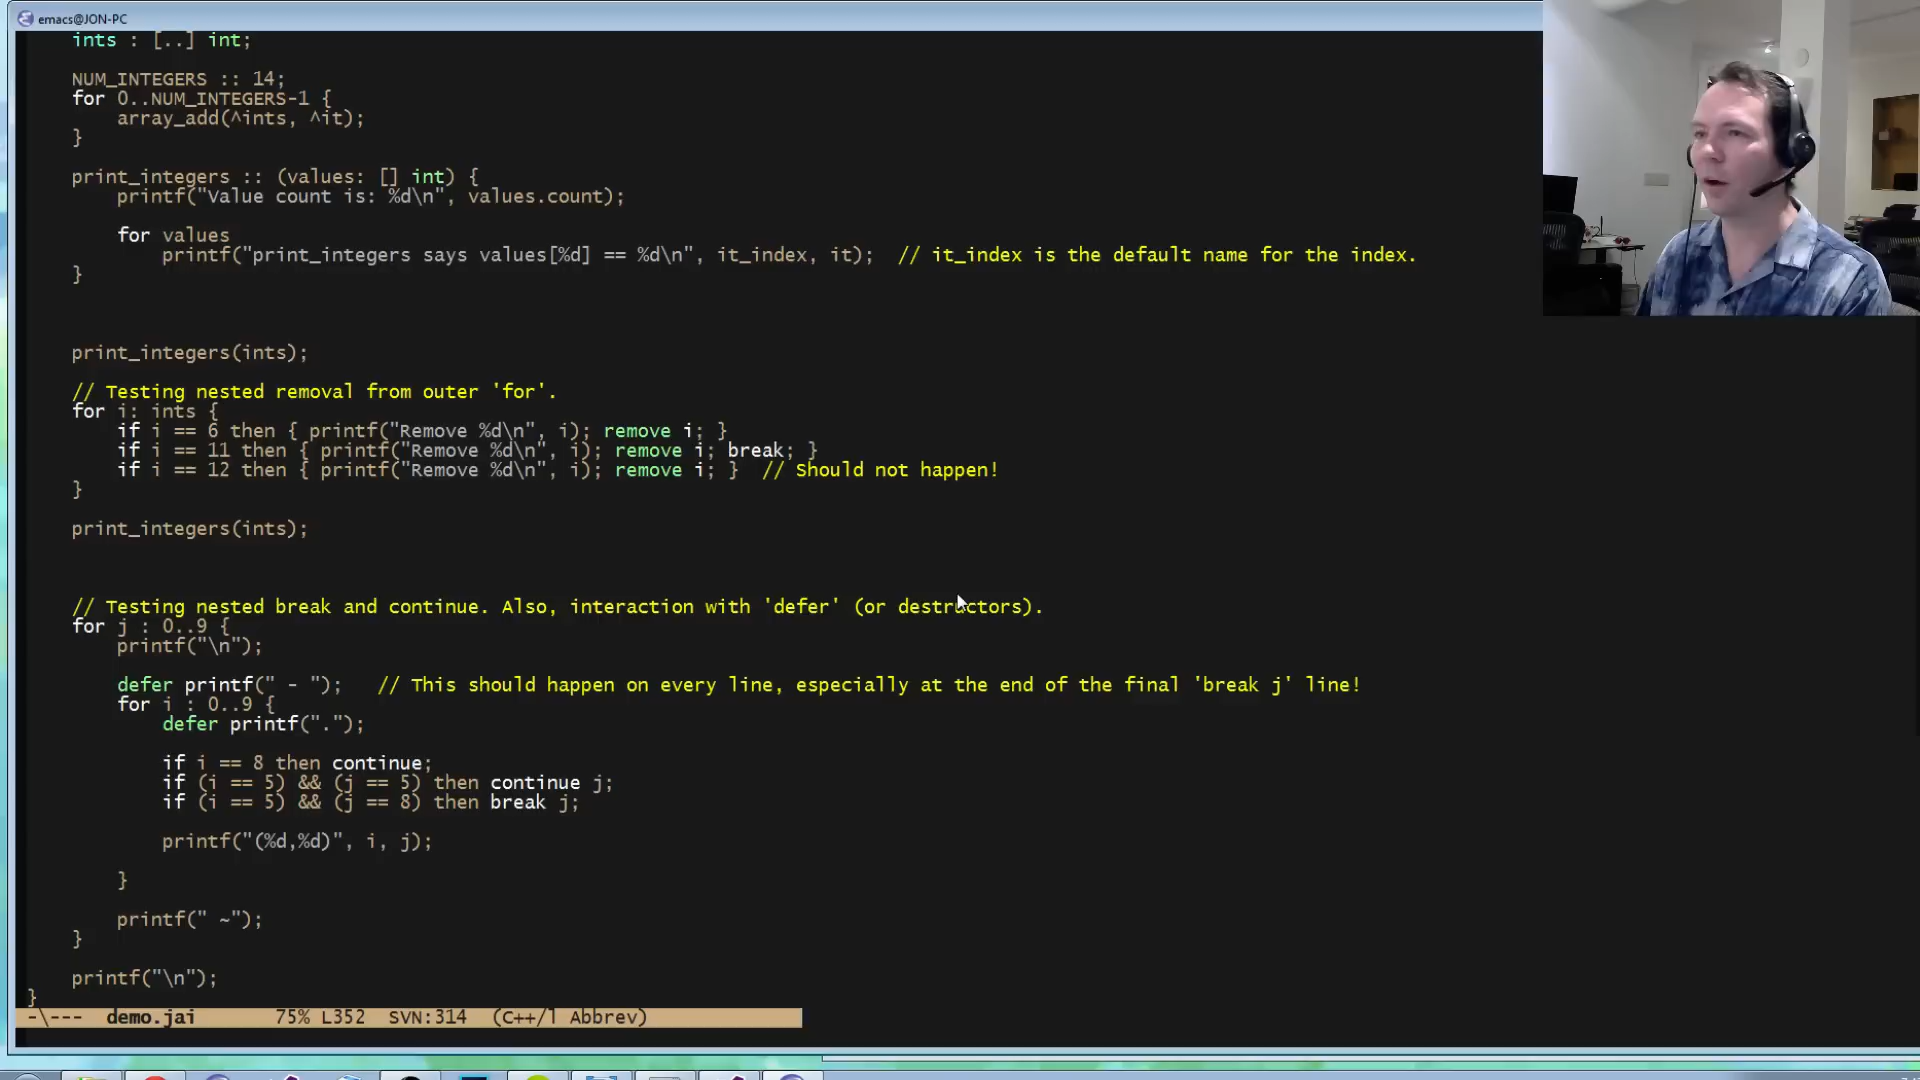 emacs@JON-PC
ints : [..] int;
NUM_INTEGERS :: 14;
for 0..NUM_INTEGERS-1 {
array_add(^ints, ^it);
}
print_integers :: (values: [] int) {
printf("Value count is: %d\n", values.count);
for values
printf("print_integers says values[%d] == %d\n", it_index, it);  // it_index is the default name for the index.
}
print_integers(ints);
// Testing nested removal from outer 'for'.
for i: ints {
if i == 6 then { printf("Remove %d\n", i); remove i; }
if i == 11 then { printf("Remove %d\n", i); remove i; break; }
if i == 12 then { printf("Remove %d\n", i); remove i; }  // Should not happen!
}
print_integers(ints);
// Testing nested break and continue. Also, interaction with 'defer' (or destructors).
for j : 0..9 {
printf("\n");
defer printf(" - ");   // This should happen on every line, especially at the end of the final 'break j' line!
for i : 0..9 {
defer printf(".");
if i == 8 then continue;
if (i == 5) && (j == 5) then continue j;
if (i == 5) && (j == 8) then break j;
printf("(%d,%d)", i, j);
}
printf(" ~");
}
printf("\n");
}
-\---  demo.jai       75% L352  SVN:314  (C++/l Abbrev)